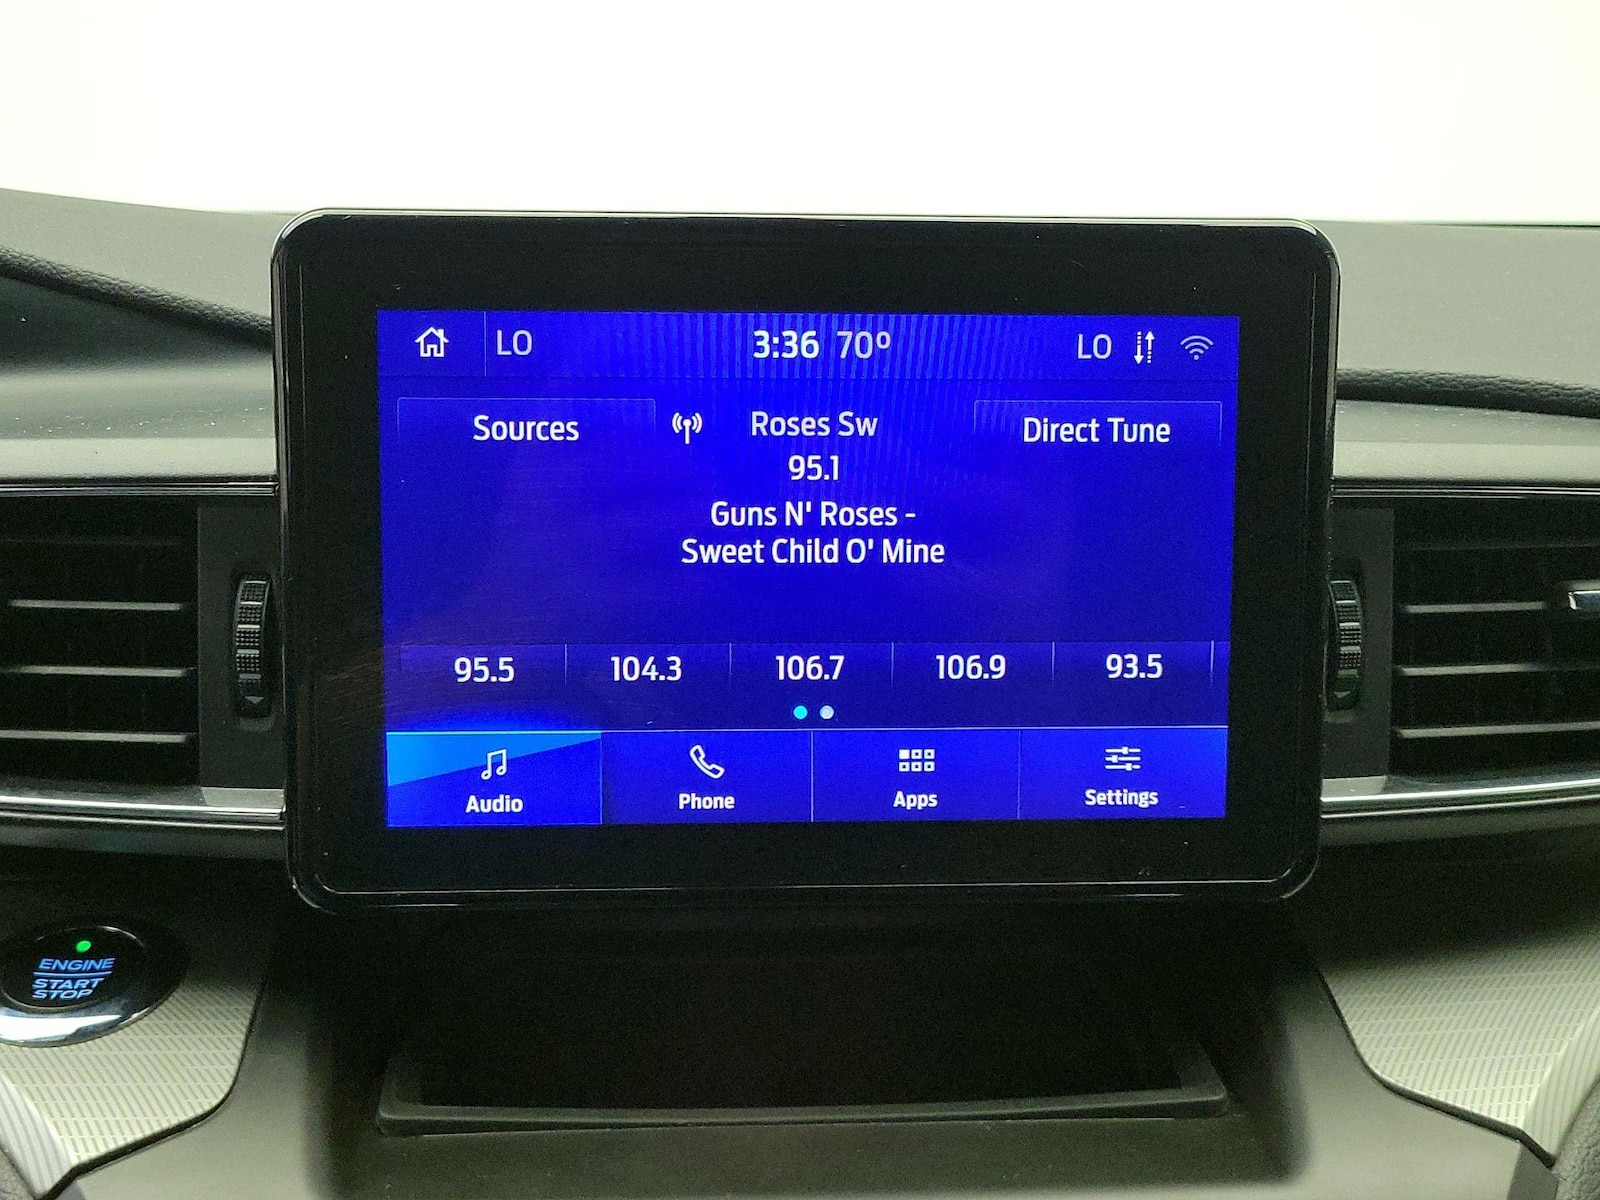 LO
3:36 70º
LO
Sources
Roses Sw
Direct Tune
95.1
Guns N' Roses -
Sweet Child O' Mine
95.5
104.3
106.7
106.9
93.5
Audio
Phone
Apps
Settings
ENGINE
START
STOP